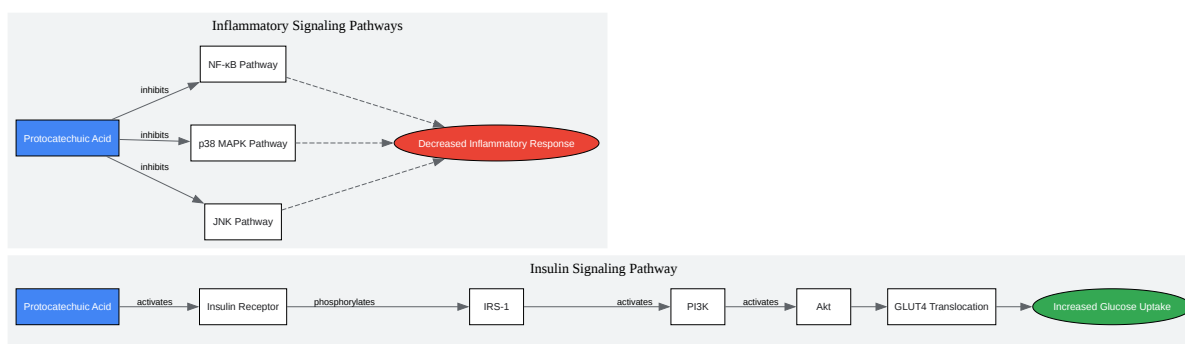 Inflammatory Signaling Pathways
NF-κB Pathway
inhibits
Protocatechuic Acid
inhibits
p38 MAPK Pathway
Decreased Inflammatory Response
inhibits
JNK Pathway
Insulin Signaling Pathway
Protocatechuic Acid
activates
Insulin Receptor
phosphorylates
IRS-1
activates
PI3K
activates
Akt
GLUT4 Translocation
Increased Glucose Uptake